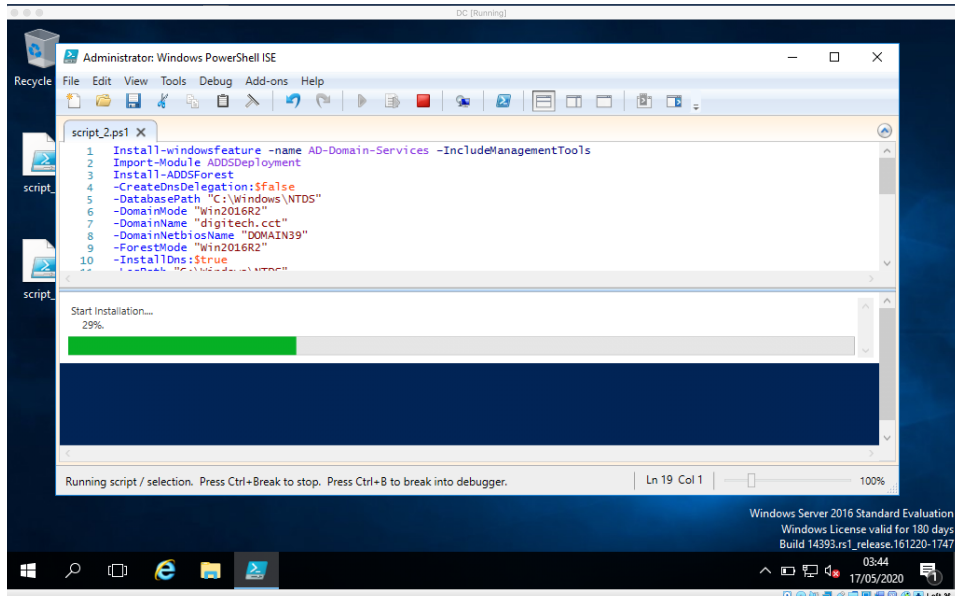 DC [Running]
Recycle
Administrator: Windows PowerShell ISE
File Edit View Tools Debug Add-ons Help
script_2.ps1
1 Install-windowsfeature -name AD-Domain-Services -IncludeManagementTools
2 Import-Module ADDSDeployment
3 Install-ADDSForest
4 -CreateDnsDelegation:$false
5 -DatabasePath "C:\Windows\NTDS"
6 -DomainMode "Win2016R2"
7 -DomainName "digitech.cct"
8 -DomainNetbiosName "DOMAIN39"
9 -ForestMode "Win2016R2"
10 -InstallDns:$true
script_
script_
Start Installation....
29%.
Running script / selection. Press Ctrl+Break to stop. Press Ctrl+B to break into debugger.
Ln 19 Col 1
100%
Windows Server 2016 Standard Evaluation
Windows License valid for 180 days
Build 14393.rs1_release.161220-1747
03:44
17/05/2020
1